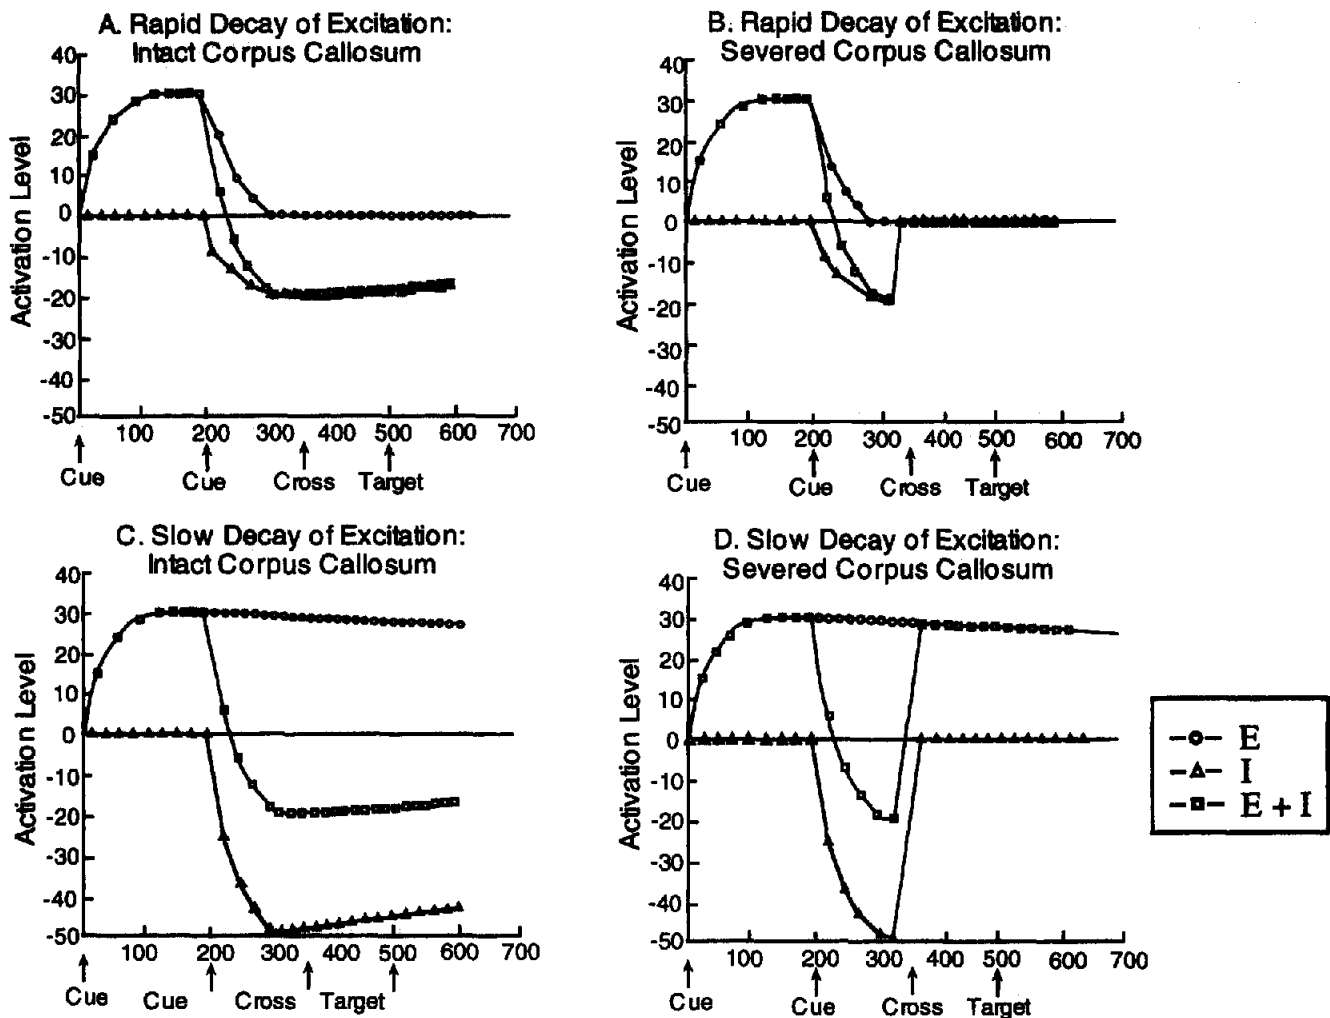 A. Rapid Decay of Excitation:
Intact Corpus Callosum
40
30
20
10
0
-10
-20
-30
-40
-50
Activation Level
100 200 300 400 500 600 700
Cue Cue Cross Target
B. Rapid Decay of Excitation:
Severed Corpus Callosum
40
30
20
10
0
-10
-20
-30
-40
-50
Activation Level
100 200 300 400 500 600 700
Cue Cue Cross Target
C. Slow Decay of Excitation:
Intact Corpus Callosum
40
30
20
10
0
-10
-20
-30
-40
-50
Activation Level
100 200 300 400 500 600 700
Cue Cue Cross Target
D. Slow Decay of Excitation:
Severed Corpus Callosum
40
30
20
10
0
-10
-20
-30
-40
-50
Activation Level
100 200 300 400 500 600 700
Cue Cue Cross Target
E
I
E + I